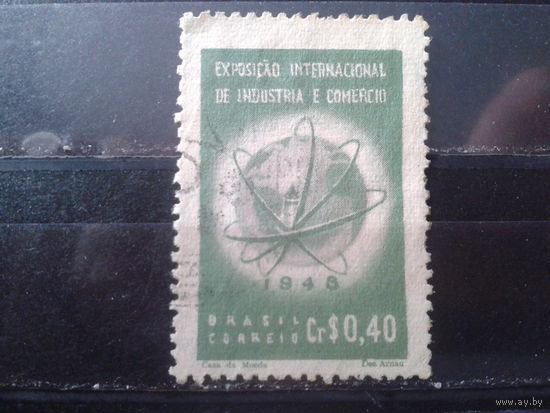 EXPOSIÇÃO INTERNACIONAL
DE INDUSTRIA E COMERCIO
1948
BRASIL
CORREIO Cr$0,40
Casa da Moeda Des. Arnau
www.ay.by